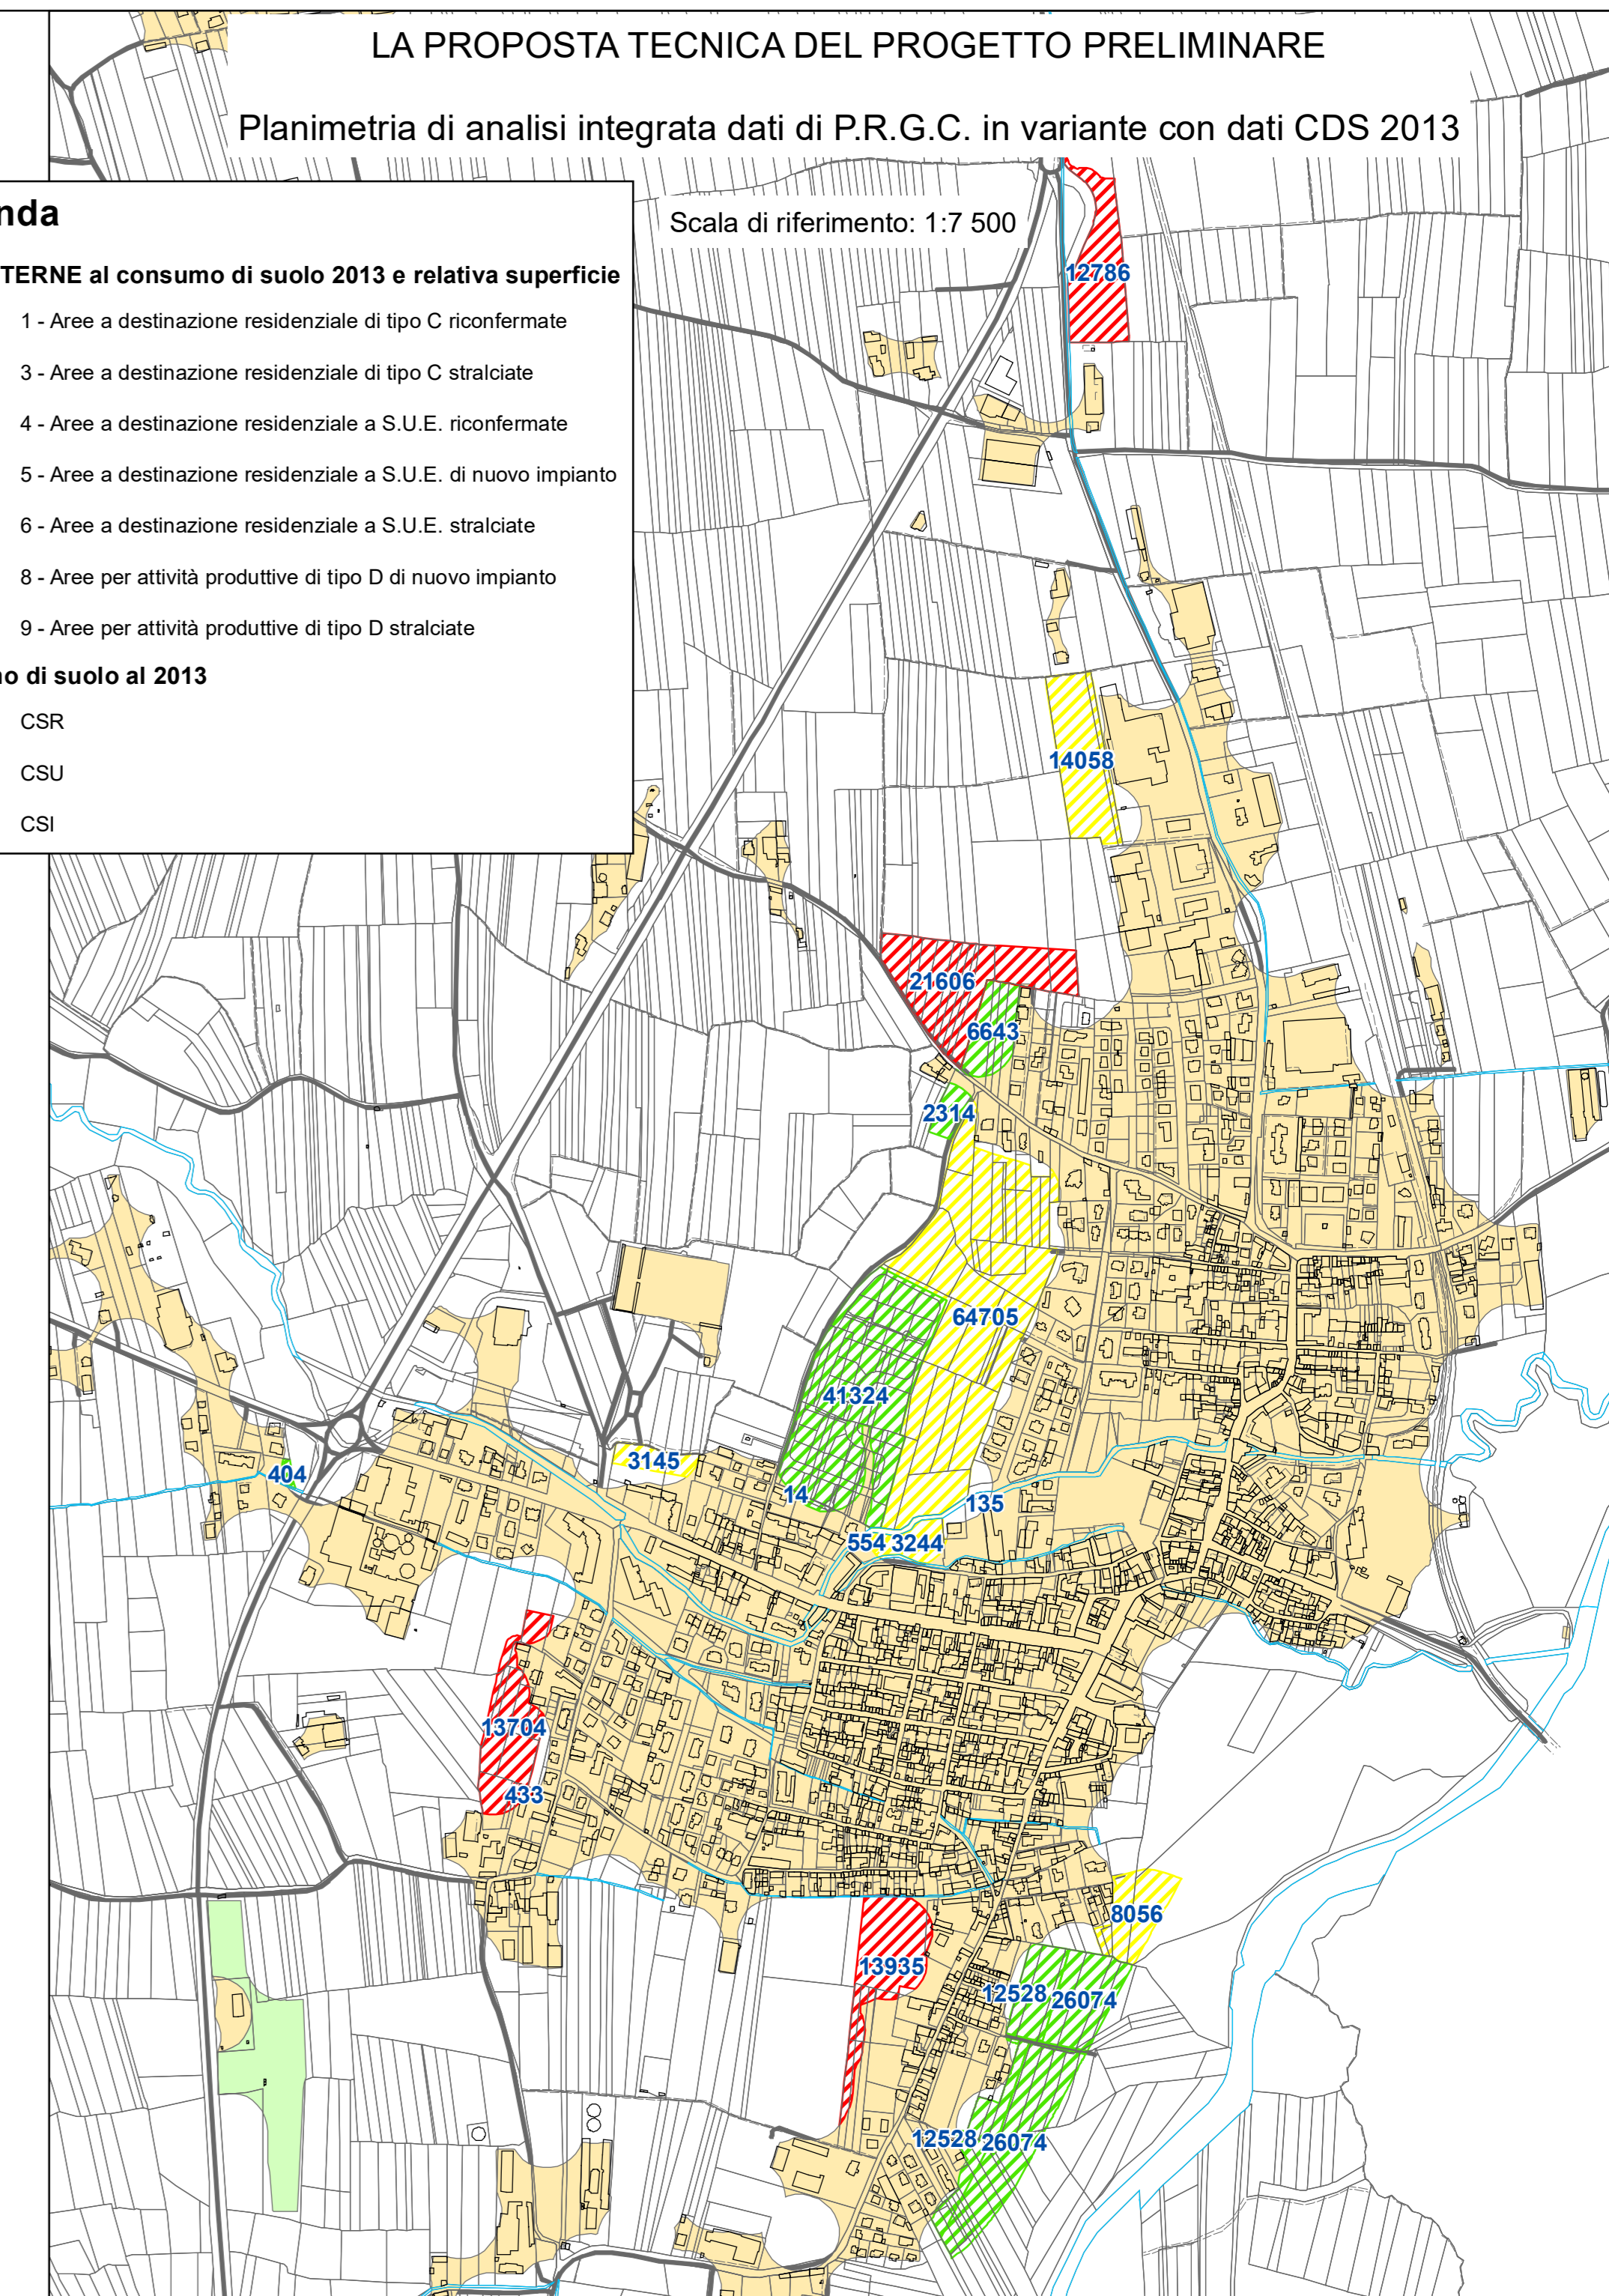 LA PROPOSTA TECNICA DEL PROGETTO PRELIMINARE
Planimetria di analisi integrata dati di P.R.G.C. in variante con dati CDS 2013
nda
Scala di riferimento: 1:7 500
TERNE al consumo di suolo 2013 e relativa superficie
1 - Aree a destinazione residenziale di tipo C riconfermate
3 - Aree a destinazione residenziale di tipo C stralciate
4 - Aree a destinazione residenziale a S.U.E. riconfermate
5 - Aree a destinazione residenziale a S.U.E. di nuovo impianto
6 - Aree a destinazione residenziale a S.U.E. stralciate
8 - Aree per attività produttive di tipo D di nuovo impianto
9 - Aree per attività produttive di tipo D stralciate
no di suolo al 2013
CSR
CSU
CSI
12786
14058
21606
6643
2314
64705
41324
3145
404
14
135
554 3244
13704
433
8056
13935
12528 26074
12528 26074